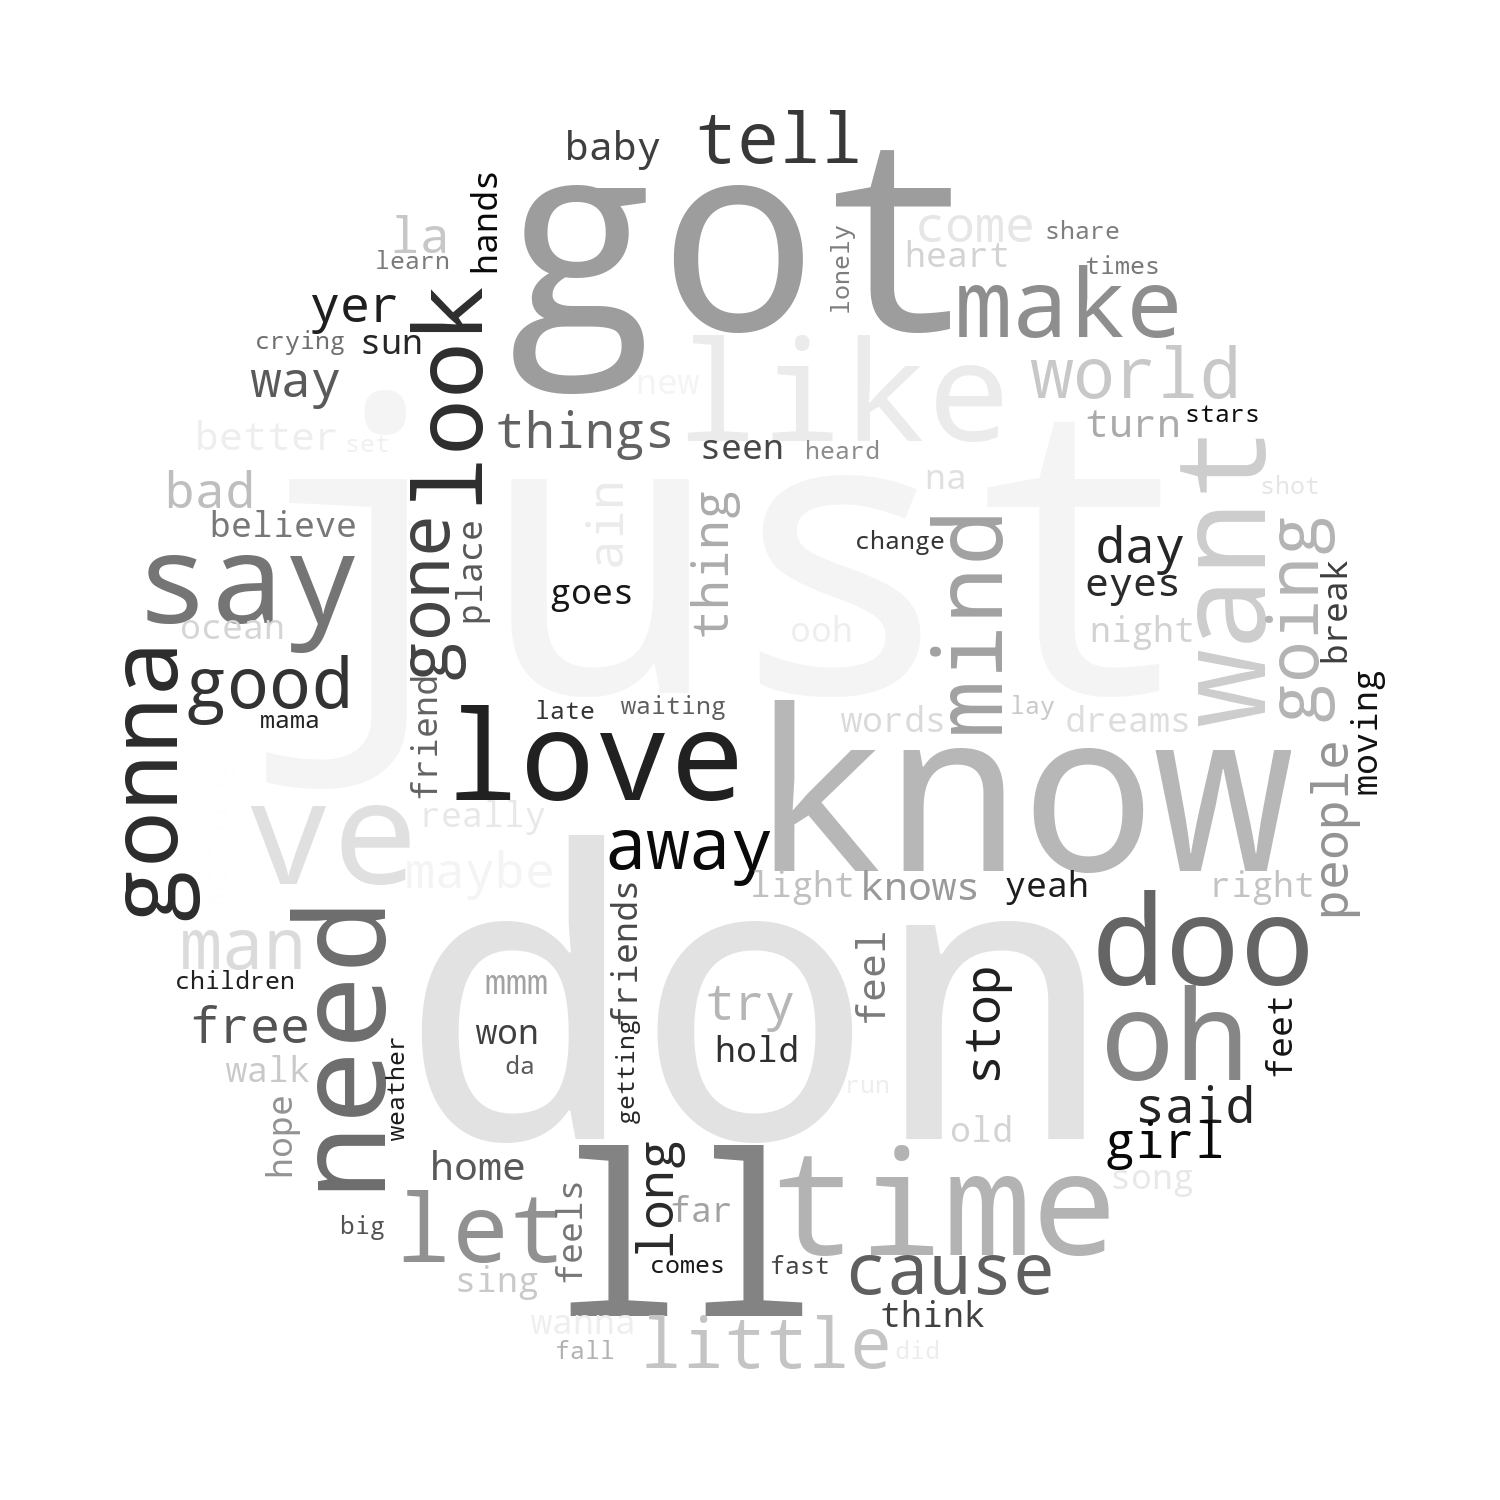 tell
baby
got
hands
la
come
share
learn
lonely
heart
times
yer
look
make
crying
sun
like
world
way
new
just
things
turn
stars
better
set
seen
heard
want
bad
na
shot
believe
thing
ain
mind
going
say
gone
place
change
day
eyes
goes
break
ocean
ooh
night
gonna
good
friend
mama
love
late
waiting
words
lay
dreams
know
moving
people
ve
really
maybe
away
light
knows
yeah
right
don
need
man
friends
doo
children
mmm
feel
try
stop
free
won
hold
oh
feet
da
getting
weather
walk
run
said
hope
old
girl
ll
long
time
home
song
let
feels
far
big
sing
comes
fast
cause
wanna
little
think
fall
did